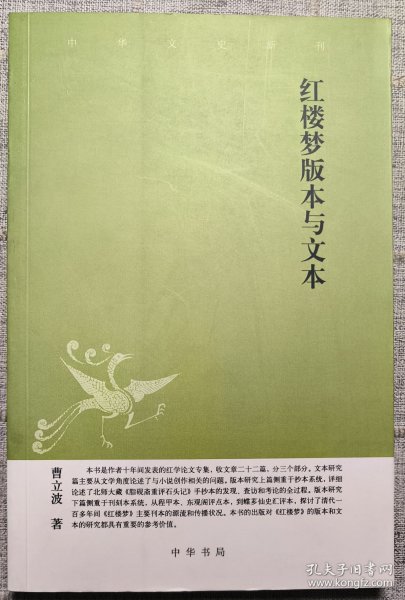 中华文史新刊
红楼梦版本与文本
曹立波 著
本书是作者十年间发表的红学论文专集，收文章二十二篇，分三个部分。文本研究
篇主要从文学角度论述了与小说创作相关的问题。版本研究上篇侧重于抄本系统，详细
论述了北师大藏《脂砚斋重评石头记》手抄本的发现、查访和考论的全过程。版本研究
下篇侧重于刊刻本系统，从程甲本、东观阁评点本，到蝶芗仙史汇评本，探讨了清代一
百多年间《红楼梦》主要刊本的源流和传播状况。本书的出版对《红楼梦》的版本和文
本的研究都具有重要的参考价值。
中华书局
孔夫子旧书网
www.kongfz.com